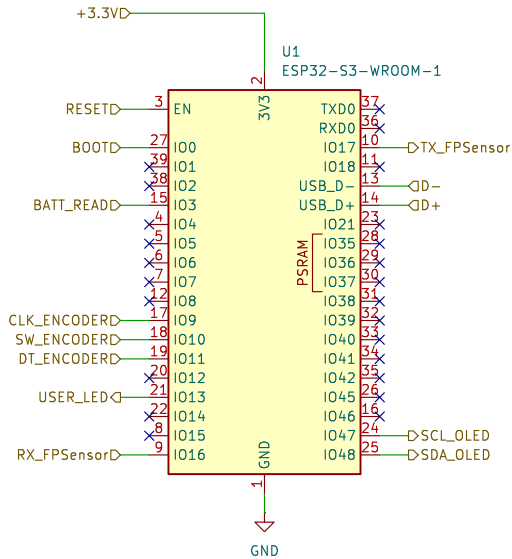 +3.3V
U1
ESP32-S3-WROOM-1
2
3V3
RESET 3 EN TXD0 37
RXD0 36
BOOT 27 IO0 IO17 10 TX_FPSensor
39 IO1 IO18 11
38 IO2 USB_D- 13 D-
BATT_READ 15 IO3 USB_D+ 14 D+
4 IO4 IO21 23
5 IO5 IO35 28
6 IO6 IO36 29
7 IO7 IO37 30
PSRAM
12 IO8 IO38 31
CLK_ENCODER 17 IO9 IO39 32
SW_ENCODER 18 IO10 IO40 33
DT_ENCODER 19 IO11 IO41 34
20 IO12 IO42 35
USER_LED 21 IO13 IO45 26
22 IO14 IO46 16
8 IO15 IO47 24 SCL_OLED
RX_FPSensor 9 IO16 IO48 25 SDA_OLED
GND
1
GND